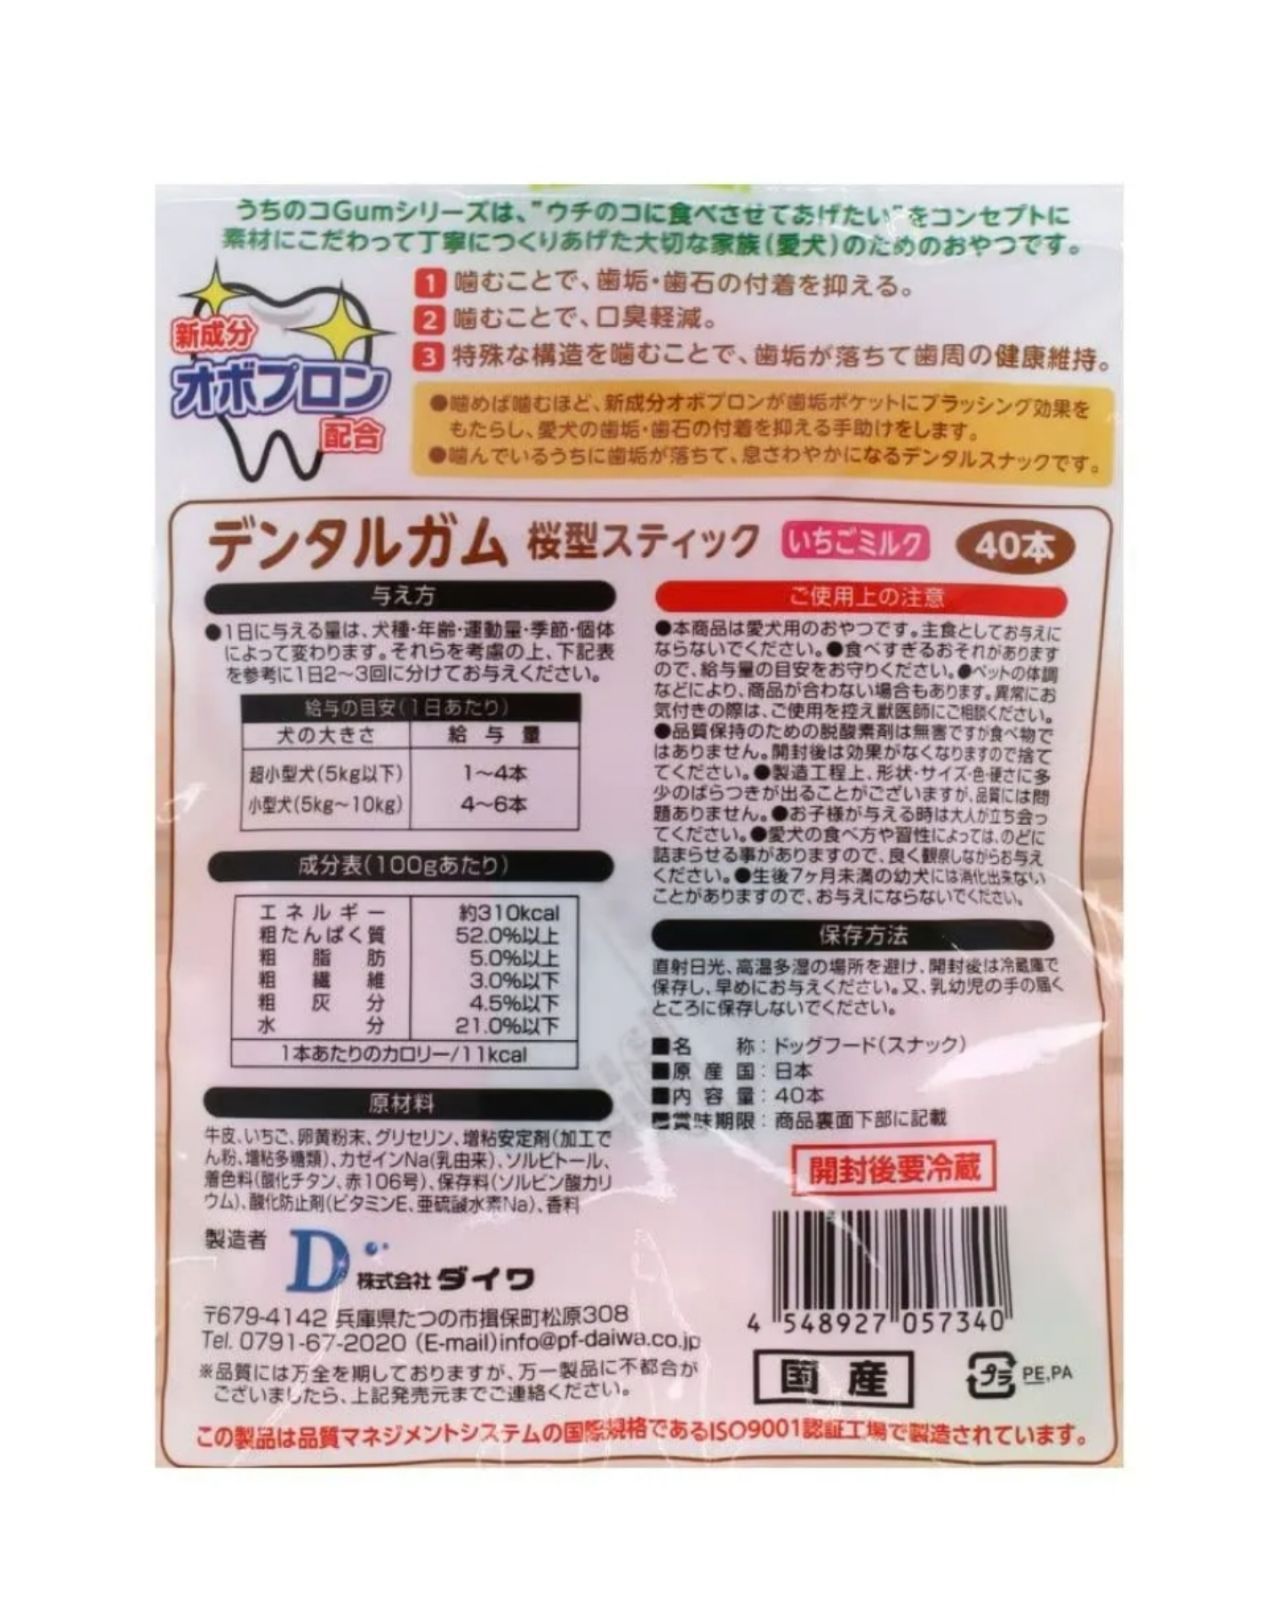 うちのコGumシリーズは、"ウチのコに食べさせてあげたい"をコンセプトに
素材にこだわって丁寧につくりあげた大切な家族(愛犬)のためのおやつです。
新成分
オボプロン
配合
1 噛むことで、歯垢・歯石の付着を抑える。
2 噛むことで、口臭軽減。
3 特殊な構造を噛むことで、歯垢が落ちて歯周の健康維持。
●噛めば噛むほど、新成分オボプロンが歯垢ポケットにブラッシング効果を
もたらし、愛犬の歯垢・歯石の付着を抑える手助けをします。
●噛んでいるうちに歯垢が落ちて、息さわやかになるデンタルスナックです。
デンタルガム 桜型スティック いちごミルク 40本
与え方
●1日に与える量は、犬種・年齢・運動量・季節・個体
によって変わります。それらを考慮の上、下記表
を参考に1日2〜3回に分けてお与えください。
給与の目安(1日あたり)
犬の大きさ 給与量
超小型犬(5kg以下) 1〜4本
小型犬(5kg〜10kg) 4〜6本
成分表(100gあたり)
エネルギー 約310kcal
粗たんぱく質 52.0%以上
粗脂肪 5.0%以上
粗繊維 3.0%以下
粗灰分 4.5%以下
水分 21.0%以下
1本あたりのカロリー/11kcal
原材料
牛皮、いちご、卵黄粉末、グリセリン、増粘安定剤(加工で
ん粉、増粘多糖類)、カゼインNa(乳由来)、ソルビトール、
着色料(酸化チタン、赤106号)、保存料(ソルビン酸カリ
ウム)、酸化防止剤(ビタミンE、亜硫酸水素Na)、香料
製造者 D 株式会社 ダイワ
〒679-4142 兵庫県たつの市揖保町松原308
Tel. 0791-67-2020 (E-mail)info@pf-daiwa.co.jp
※品質には万全を期しておりますが、万一製品に不都合が
ございましたら、上記発売元までご連絡ください。
ご使用上の注意
●本商品は愛犬用のおやつです。主食としてお与えに
ならないでください。●食べすぎるおそれがあります
ので、給与量の目安をお守りください。●ペットの体調
などにより、商品が合わない場合もあります。異常にお
気付きの際は、ご使用を控え獣医師にご相談ください。
●品質保持のための脱酸素剤は無害ですが食べ物で
はありません。開封後は効果がなくなりますので捨て
てください。●製造工程上、形状・サイズ・色・硬さに多
少のばらつきが出ることがございますが、品質には問
題ありません。●お子様が与える時は大人が立ち会っ
てください。●愛犬の食べ方や習性によっては、のどに
詰まらせる事がありますので、良く観察しながらお与え
ください。●生後7ヶ月未満の幼犬には消化出来ない
ことがありますので、お与えにならないでください。
保存方法
直射日光、高温多湿の場所を避け、開封後は冷蔵庫で
保存し、早めにお与えください。又、乳幼児の手の届く
ところに保存しないでください。
■名称：ドッグフード(スナック)
■原産国：日本
■内容量：40本
■賞味期限：商品裏面下部に記載
開封後要冷蔵
4 548927 057340
国産
プラ PE,PA
この製品は品質マネジメントシステムの国際規格であるISO9001認証工場で製造されています。